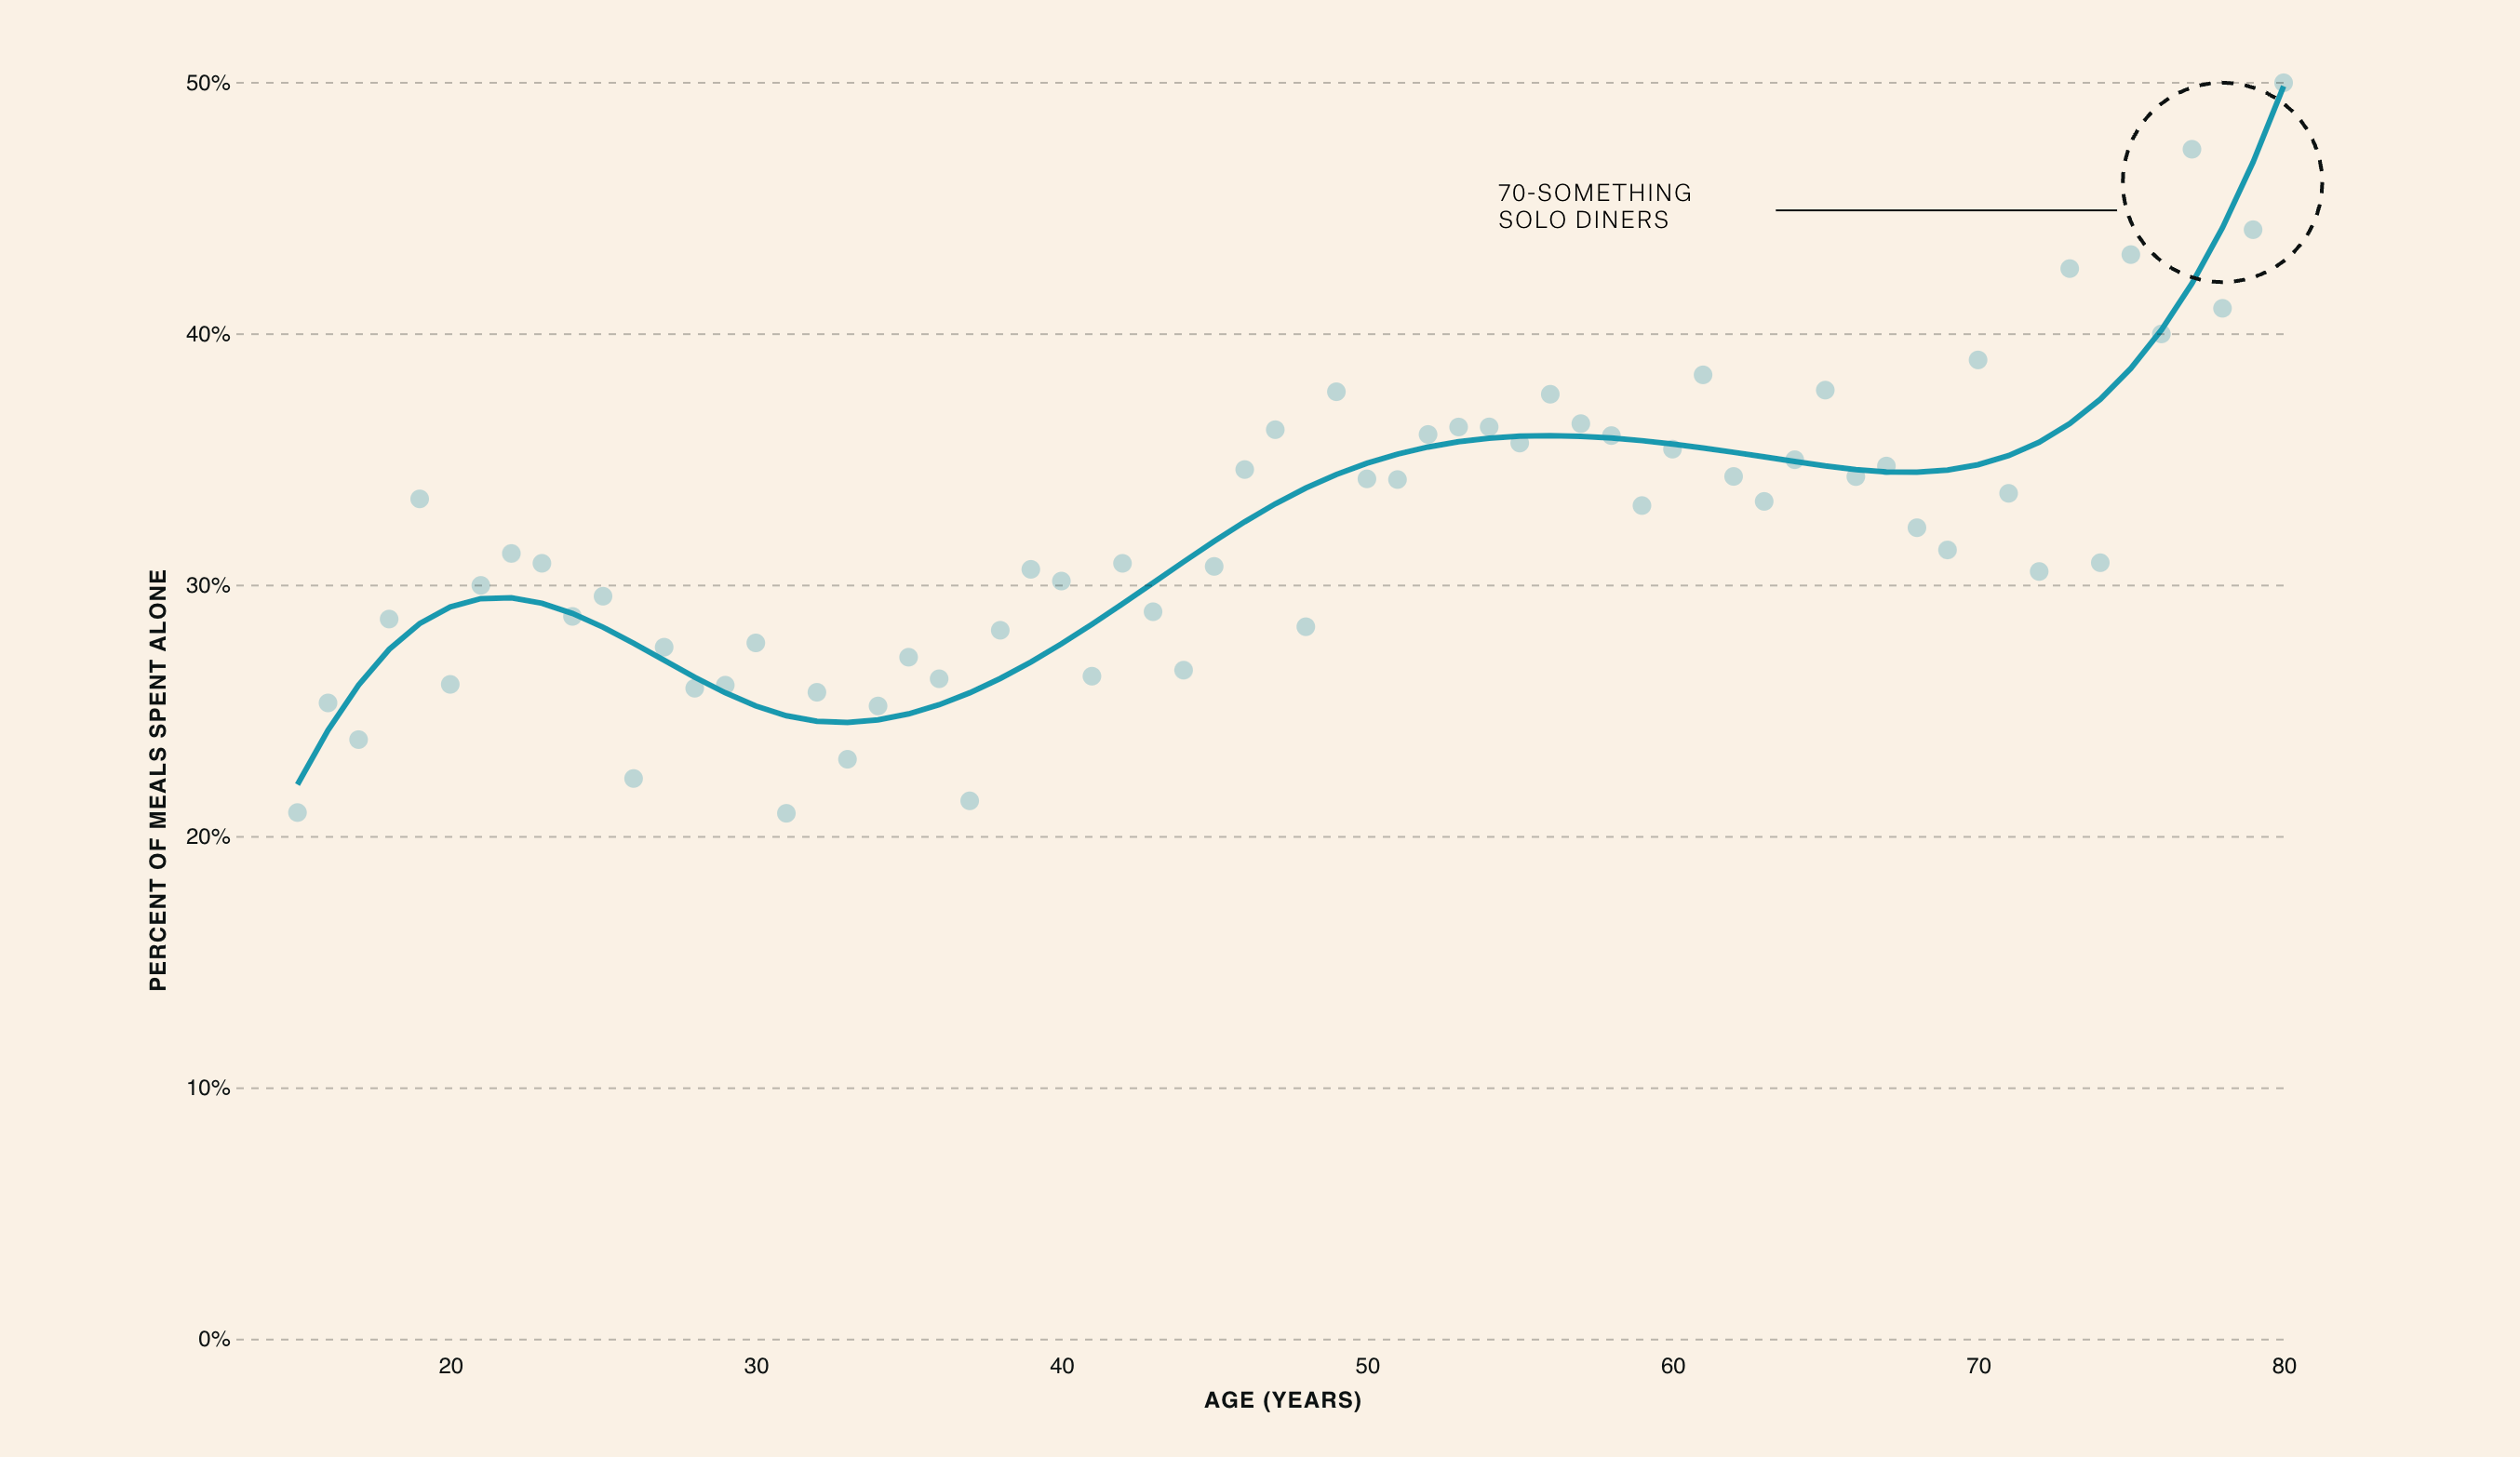 50%
70-SOMETHING
SOLO DINERS
40%
30%
PERCENT OF MEALS SPENT ALONE
20%
10%
0%
20 30 40 50 60 70 80
AGE (YEARS)